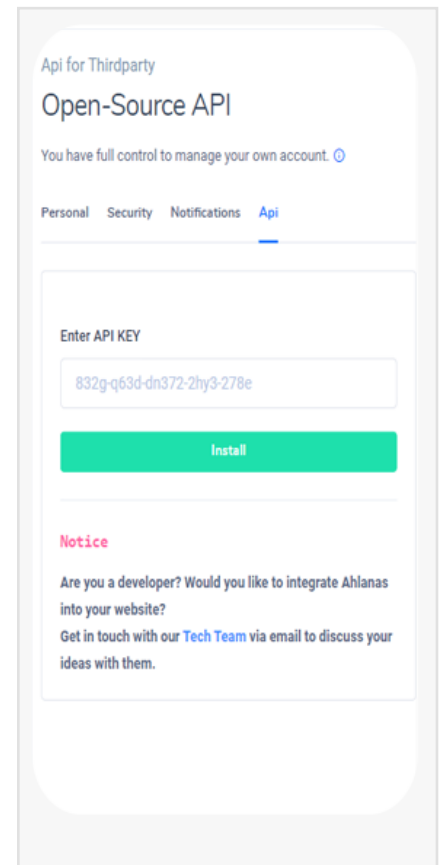 Api for Thirdparty
Open-Source API
You have full control to manage your own account.
Personal Security Notifications Api
Enter API KEY
832g-q63d-dn372-2hy3-278e
Install
Notice
Are you a developer? Would you like to integrate Ahlanas
into your website?
Get in touch with our Tech Team via email to discuss your
ideas with them.